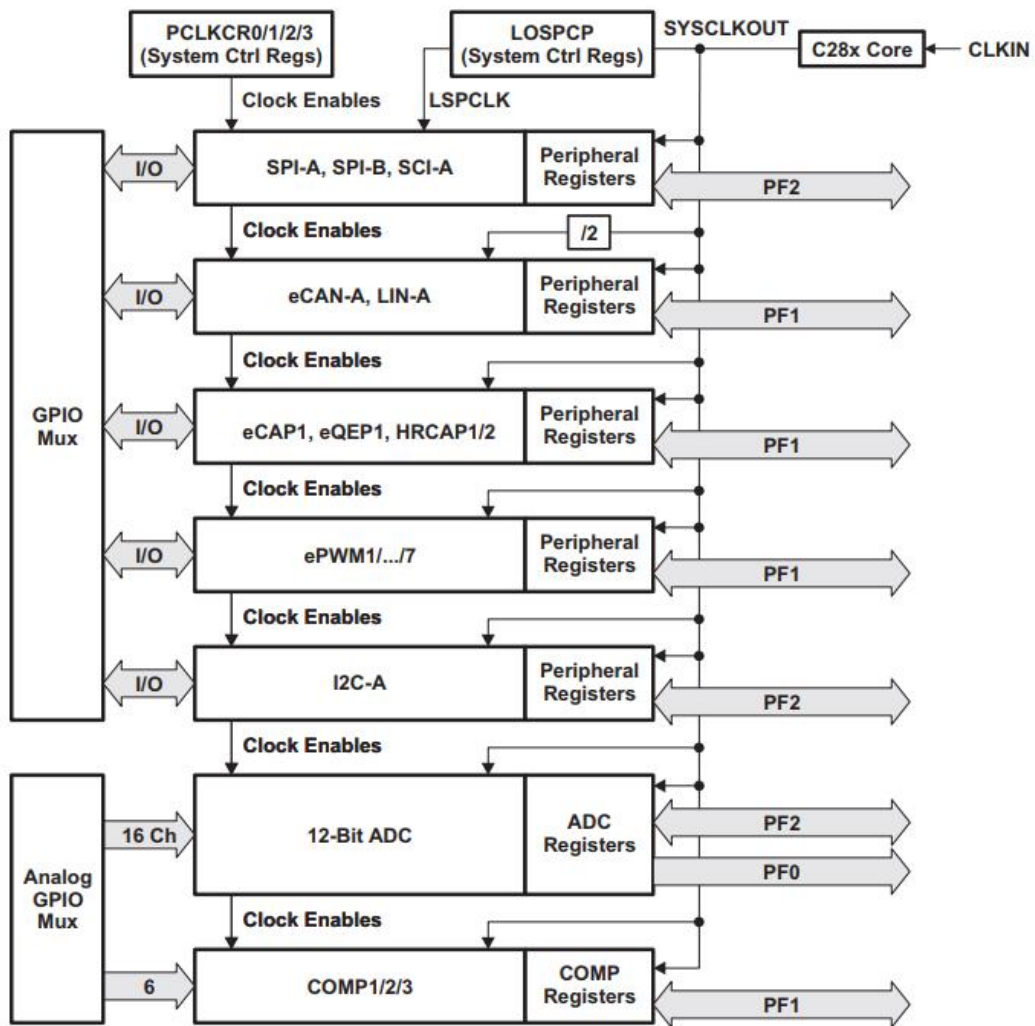 PCLKCR0/1/2/3
(System Ctrl Regs)
LOSPCP
(System Ctrl Regs)
SYSCLKOUT
C28x Core
CLKIN
Clock Enables
LSPCLK
I/O
SPI-A, SPI-B, SCI-A
Peripheral
Registers
PF2
Clock Enables
/2
I/O
eCAN-A, LIN-A
Peripheral
Registers
PF1
Clock Enables
GPIO
Mux
I/O
eCAP1, eQEP1, HRCAP1/2
Peripheral
Registers
PF1
Clock Enables
I/O
ePWM1/.../7
Peripheral
Registers
PF1
Clock Enables
I/O
I2C-A
Peripheral
Registers
PF2
Clock Enables
Analog
GPIO
Mux
16 Ch
12-Bit ADC
ADC
Registers
PF2
PF0
Clock Enables
6
COMP1/2/3
COMP
Registers
PF1